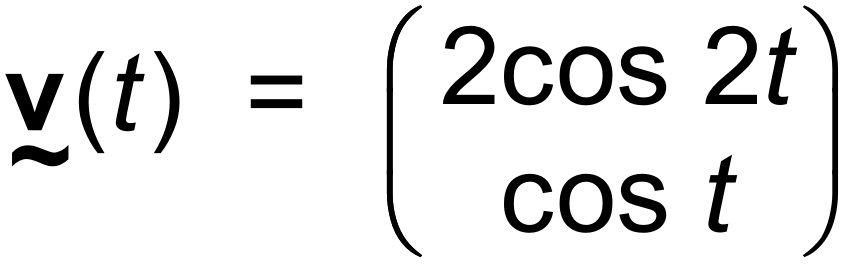 v(t) = (2cos 2t
cos t)